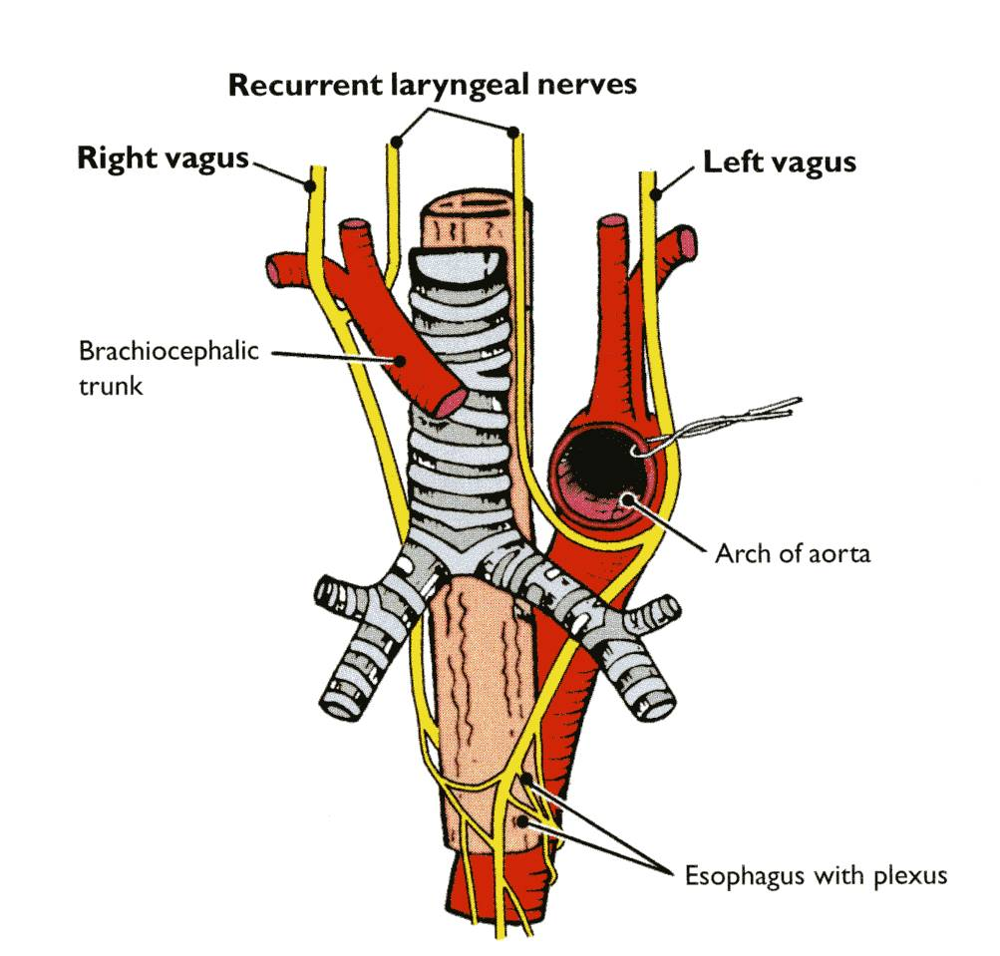 Recurrent laryngeal nerves
Right vagus
Left vagus
Brachiocephalic
trunk
Arch of aorta
Esophagus with plexus